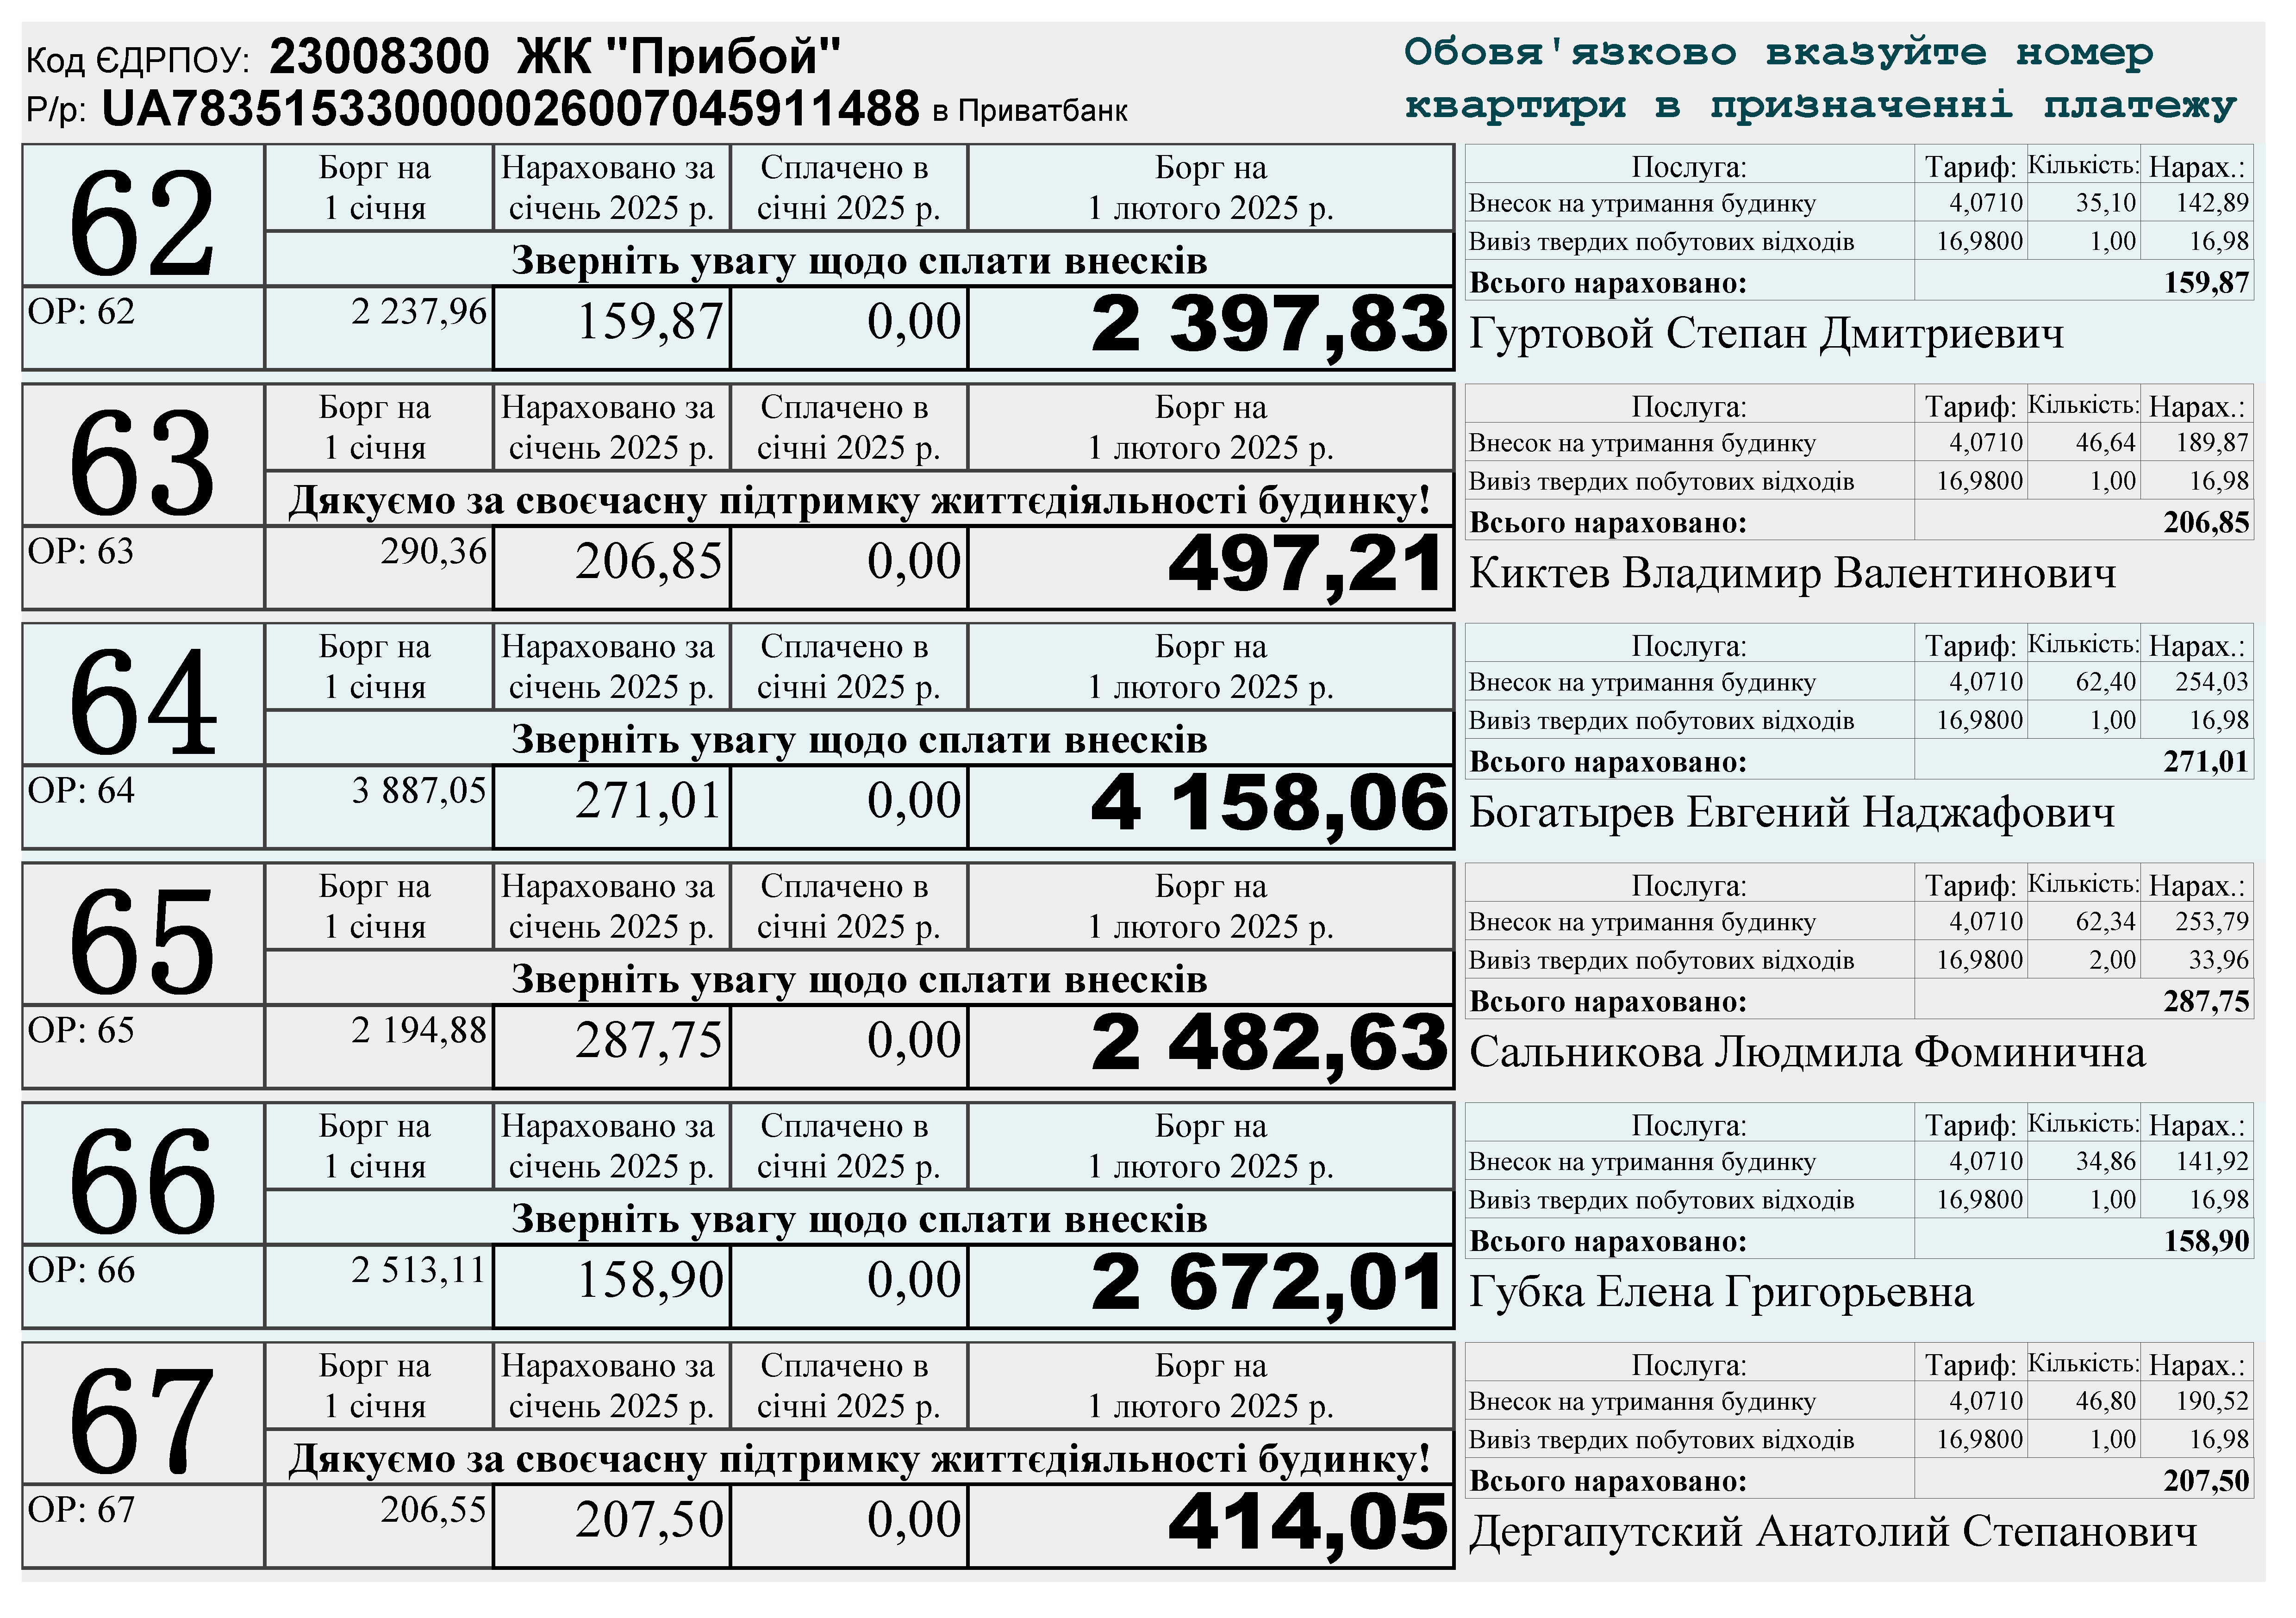 Код ЄДРПОУ: 23008300 ЖК "Прибой"
Р/р: UA783515330000026007045911488 в Приватбанк
Обовя'язково вказуйте номер
квартири в призначенні платежу
62
Борг на 1 січня Нараховано за січень 2025 р. Сплачено в січні 2025 р. Борг на 1 лютого 2025 р.
Зверніть увагу щодо сплати внесків
ОР: 62 2 237,96 159,87 0,00 2 397,83
Послуга: Тариф: Кількість: Нарах.:
Внесок на утримання будинку 4,0710 35,10 142,89
Вивіз твердих побутових відходів 16,9800 1,00 16,98
Всього нараховано: 159,87
Гуртовой Степан Дмитриевич
63
Борг на 1 січня Нараховано за січень 2025 р. Сплачено в січні 2025 р. Борг на 1 лютого 2025 р.
Дякуємо за своєчасну підтримку життєдіяльності будинку!
ОР: 63 290,36 206,85 0,00 497,21
Послуга: Тариф: Кількість: Нарах.:
Внесок на утримання будинку 4,0710 46,64 189,87
Вивіз твердих побутових відходів 16,9800 1,00 16,98
Всього нараховано: 206,85
Киктев Владимир Валентинович
64
Борг на 1 січня Нараховано за січень 2025 р. Сплачено в січні 2025 р. Борг на 1 лютого 2025 р.
Зверніть увагу щодо сплати внесків
ОР: 64 3 887,05 271,01 0,00 4 158,06
Послуга: Тариф: Кількість: Нарах.:
Внесок на утримання будинку 4,0710 62,40 254,03
Вивіз твердих побутових відходів 16,9800 1,00 16,98
Всього нараховано: 271,01
Богатырев Евгений Наджафович
65
Борг на 1 січня Нараховано за січень 2025 р. Сплачено в січні 2025 р. Борг на 1 лютого 2025 р.
Зверніть увагу щодо сплати внесків
ОР: 65 2 194,88 287,75 0,00 2 482,63
Послуга: Тариф: Кількість: Нарах.:
Внесок на утримання будинку 4,0710 62,34 253,79
Вивіз твердих побутових відходів 16,9800 2,00 33,96
Всього нараховано: 287,75
Сальникова Людмила Фоминична
66
Борг на 1 січня Нараховано за січень 2025 р. Сплачено в січні 2025 р. Борг на 1 лютого 2025 р.
Зверніть увагу щодо сплати внесків
ОР: 66 2 513,11 158,90 0,00 2 672,01
Послуга: Тариф: Кількість: Нарах.:
Внесок на утримання будинку 4,0710 34,86 141,92
Вивіз твердих побутових відходів 16,9800 1,00 16,98
Всього нараховано: 158,90
Губка Елена Григорьевна
67
Борг на 1 січня Нараховано за січень 2025 р. Сплачено в січні 2025 р. Борг на 1 лютого 2025 р.
Дякуємо за своєчасну підтримку життєдіяльності будинку!
ОР: 67 206,55 207,50 0,00 414,05
Послуга: Тариф: Кількість: Нарах.:
Внесок на утримання будинку 4,0710 46,80 190,52
Вивіз твердих побутових відходів 16,9800 1,00 16,98
Всього нараховано: 207,50
Дергапутский Анатолий Степанович